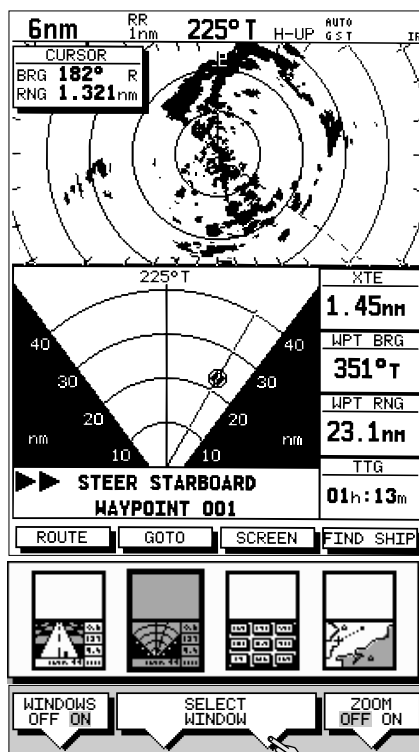 6nm RR 1nm 225°T H-UP AUTO GST IR
CURSOR
BRG 182° R
RNG 1.321nm
225°T
40 40
30 30
20 20
nm nm
10 10
XTE
1.45nm
WPT BRG
351°T
WPT RNG
23.1nm
TTG
01h:13m
STEER STARBOARD
WAYPOINT 001
ROUTE GOTO SCREEN FIND SHIP
WINDOWS
OFF ON
SELECT
WINDOW
ZOOM
OFF ON